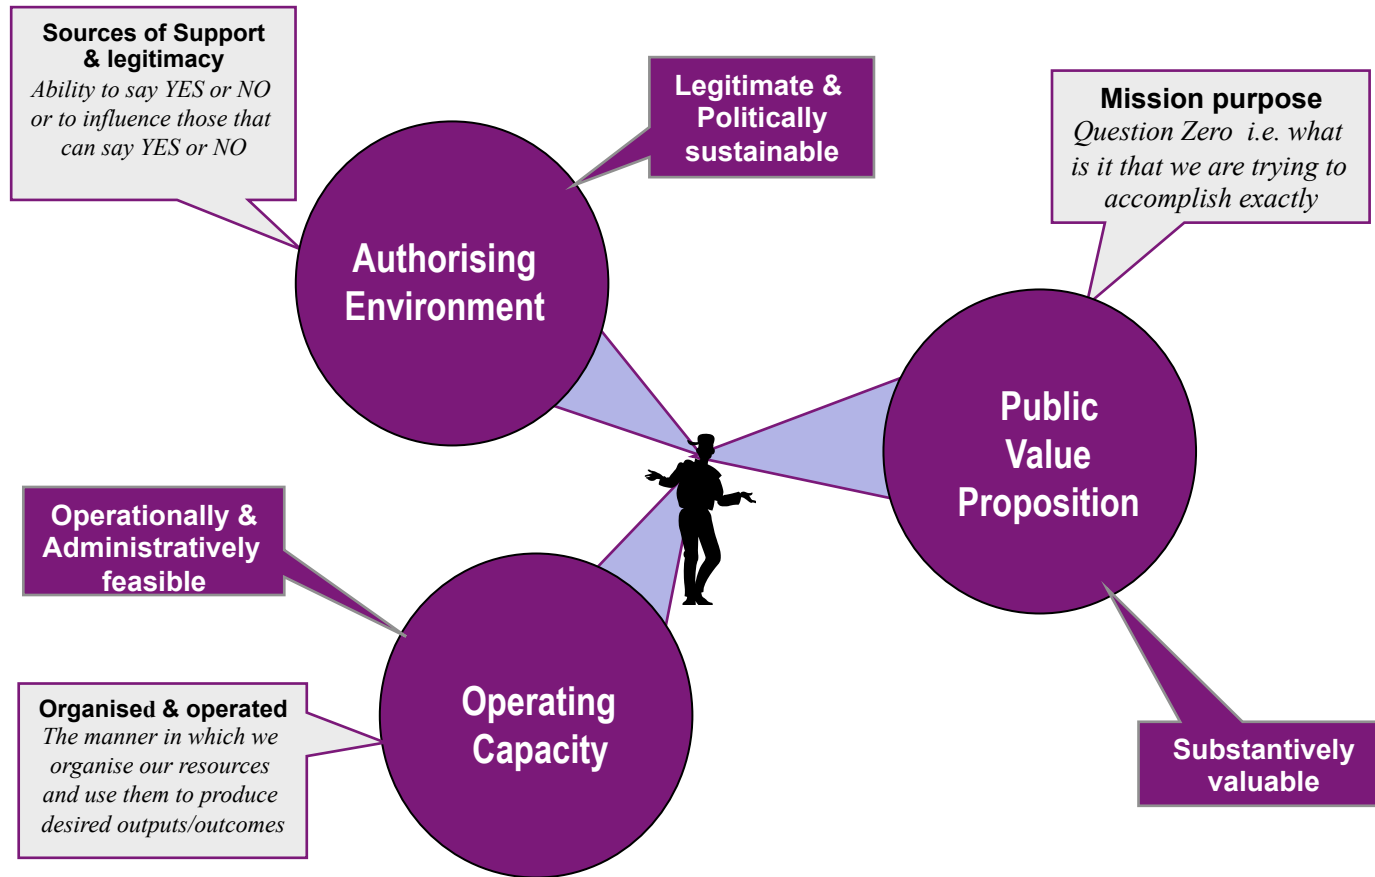 Sources of Support
& legitimacy
Ability to say YES or NO
or to influence those that
can say YES or NO
Legitimate &
Politically
sustainable
Mission purpose
Question Zero i.e. what
is it that we are trying to
accomplish exactly
Authorising
Environment
Public
Value
Proposition
Operationally &
Administratively
feasible
Organised & operated
The manner in which we
organise our resources
and use them to produce
desired outputs/outcomes
Operating
Capacity
Substantively
valuable